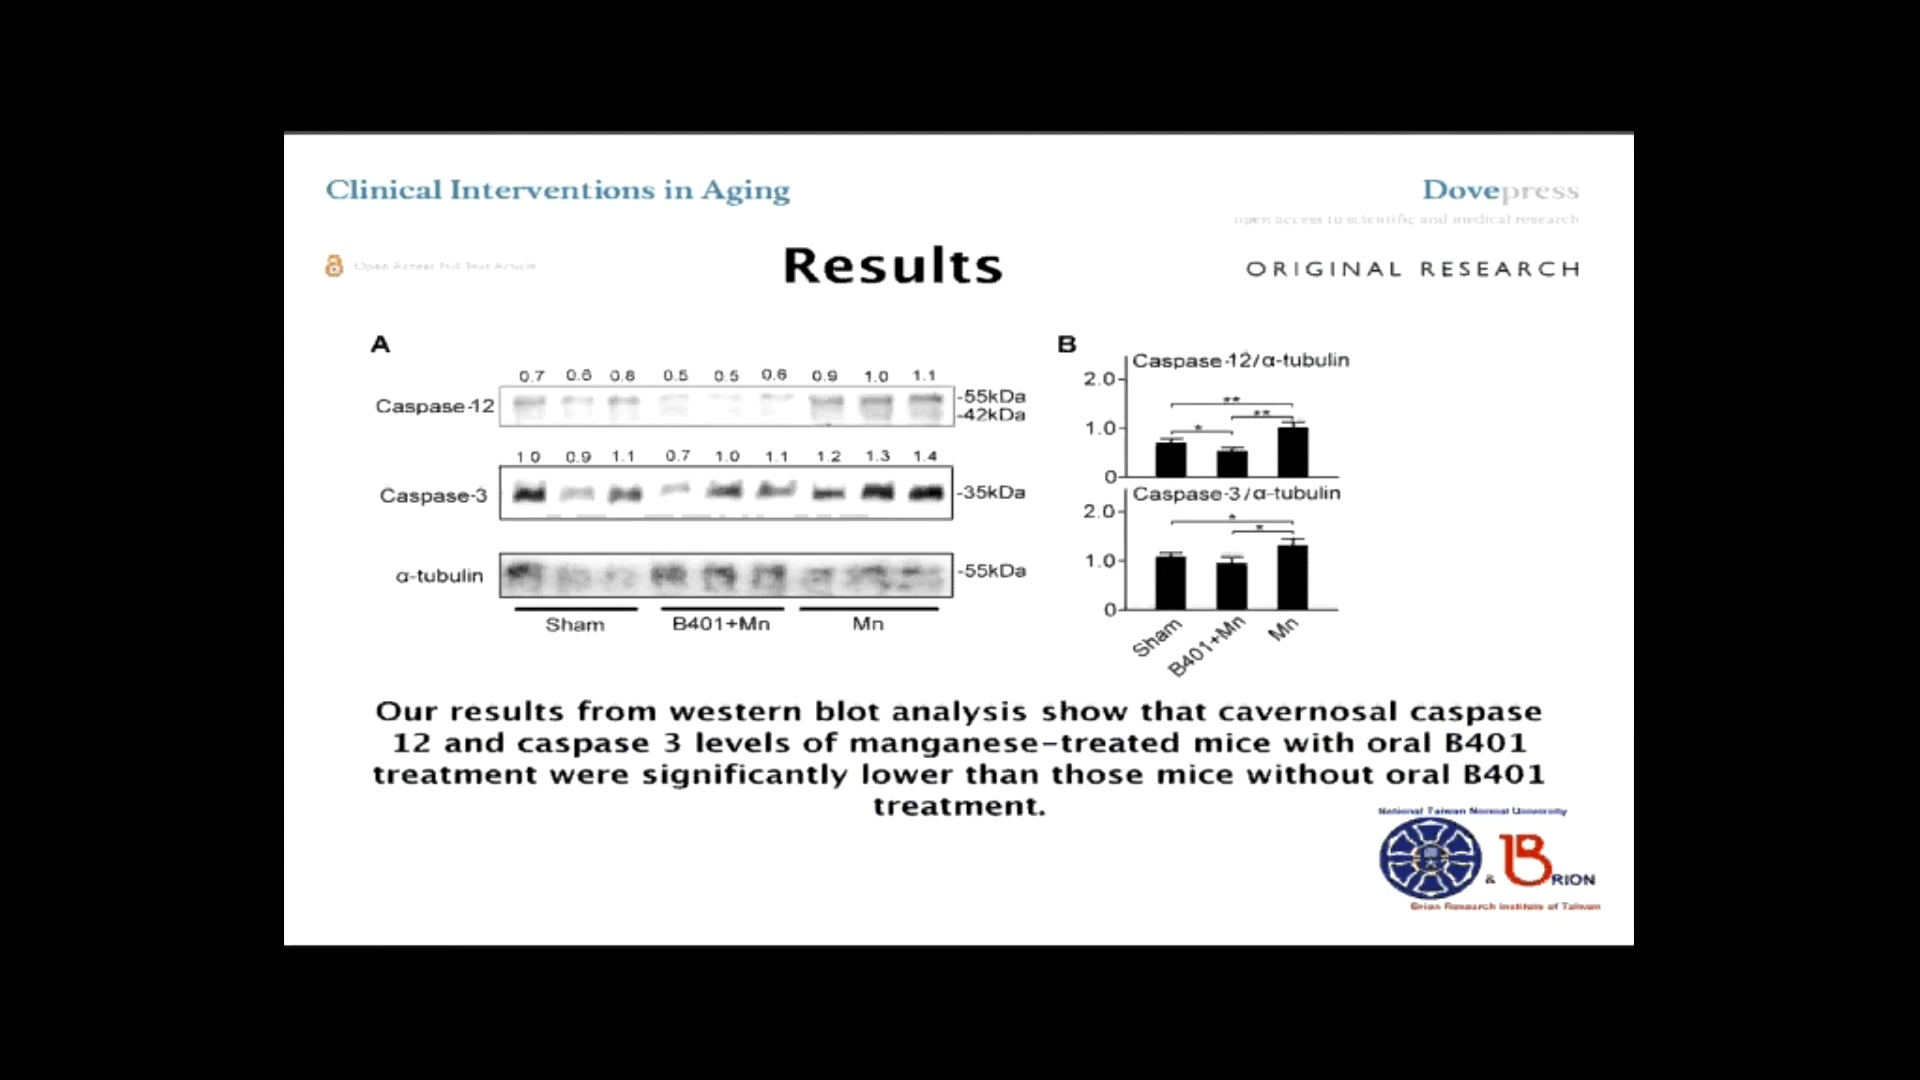 Clinical Interventions in Aging
Dovepress
open access to scientific and medical research
Open Access Full Text Article
Results
ORIGINAL RESEARCH
A
0.7 0.6 0.8 0.5 0.5 0.6 0.9 1.0 1.1
Caspase-12
-55kDa
-42kDa
1.0 0.9 1.1 0.7 1.0 1.1 1.2 1.3 1.4
Caspase-3
-35kDa
α-tubulin
-55kDa
Sham B401+Mn Mn
B
Caspase-12/α-tubulin
2.0
**
**
1.0
*
0
Caspase-3/α-tubulin
2.0
*
*
1.0
0
Sham
B401+Mn
Mn
Our results from western blot analysis show that cavernosal caspase
12 and caspase 3 levels of manganese-treated mice with oral B401
treatment were significantly lower than those mice without oral B401
treatment.
National Taiwan Normal University
& BRION
Brion Research Institute of Taiwan